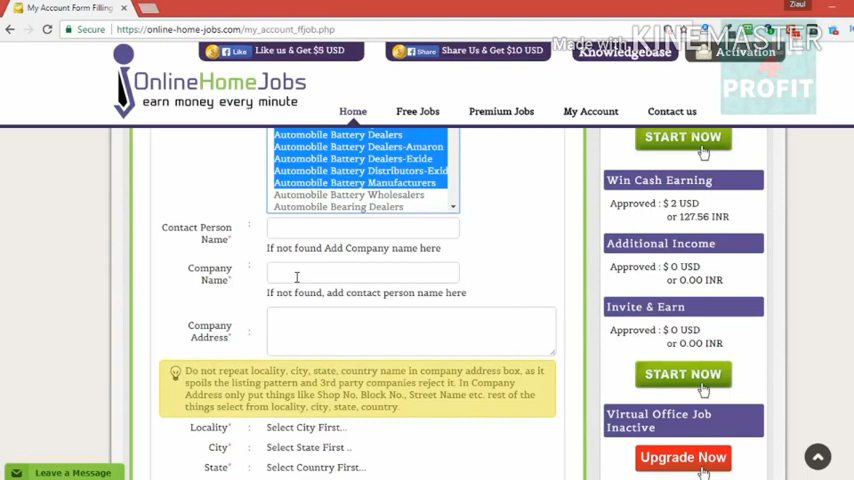 My Account Form Filling
Ziaul
Secure
https://online-home-jobs.com/my_account_ffjob.php
Made with KINEMASTER
Like
Like us & Get $5 USD
Share
Share Us & Get $10 USD
Knowledgebase
Activation
OnlineHomeJobs
earn money every minute
PROFIT
Home
Free Jobs
Premium Jobs
My Account
Contact us
Automobile Battery Dealers
Automobile Battery Dealers-Amaron
Automobile Battery Dealers-Exide
Automobile Battery Distributors-Exid
Automobile Battery Manufacturers
Automobile Battery Wholesalers
Automobile Bearing Dealers
Contact Person
Name* :
If not found Add Company name here
Company
Name* :
If not found, add contact person name here
Company
Address* :
Do not repeat locality, city, state, country name in company address box, as it
spoils the listing pattern and 3rd party companies reject it. In Company
Address only put things like Shop No, Block No., Street Name etc. rest of the
things select from locality, city, state, country.
Locality* : Select City First...
City* : Select State First ..
State* : Select Country First...
START NOW
Win Cash Earning
Approved : $ 2 USD
or 127.56 INR
Additional Income
Approved : $ 0 USD
or 0.00 INR
Invite & Earn
Approved : $ 0 USD
or 0.00 INR
START NOW
Virtual Office Job
Inactive
Upgrade Now
Leave a Message